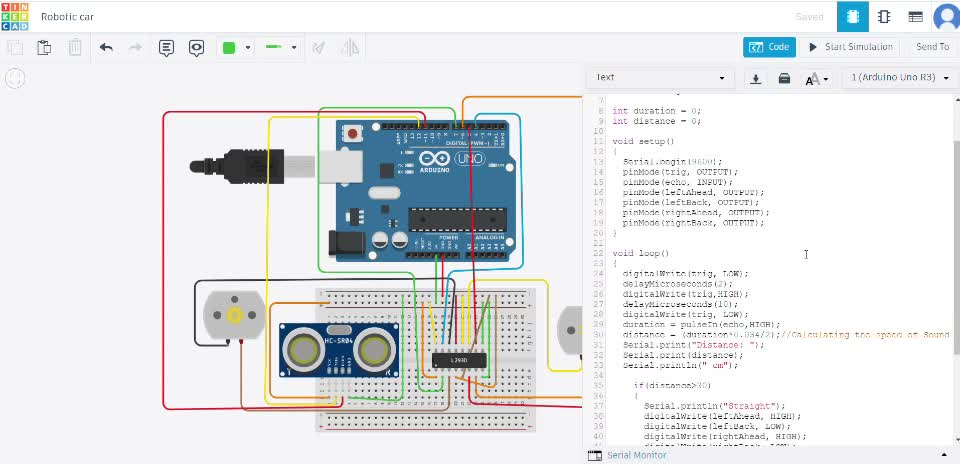 TIN
KER
CAD
Robotic car
Saved
Code
Start Simulation
Send To
Text
1 (Arduino Uno R3)
7
8 int duration = 0;
9 int distance = 0;
10
11 void setup()
12 {
13 Serial.begin(9600);
14 pinMode(trig, OUTPUT);
15 pinMode(echo, INPUT);
16 pinMode(leftAhead, OUTPUT);
17 pinMode(leftBack, OUTPUT);
18 pinMode(rightAhead, OUTPUT);
19 pinMode(rightBack, OUTPUT);
20 }
21
22 void loop()
23 {
24 digitalWrite(trig, LOW);
25 delayMicroseconds(2);
26 digitalWrite(trig,HIGH);
27 delayMicroseconds(10);
28 digitalWrite(trig, LOW);
29 duration = pulseIn(echo,HIGH);
30 distance = (duration*0.034/2);//Calculating the speed of Sound
31 Serial.print("Distance: ");
32 Serial.print(distance);
33 Serial.println(" cm");
34
35 if(distance>30)
36 {
37 Serial.println("Straight");
38 digitalWrite(leftAhead, HIGH);
39 digitalWrite(leftBack, LOW);
40 digitalWrite(rightAhead, HIGH);
Serial Monitor
DIGITAL (PWM~)
UNO
ARDUINO
POWER
ANALOG IN
HC-SR04
L293D